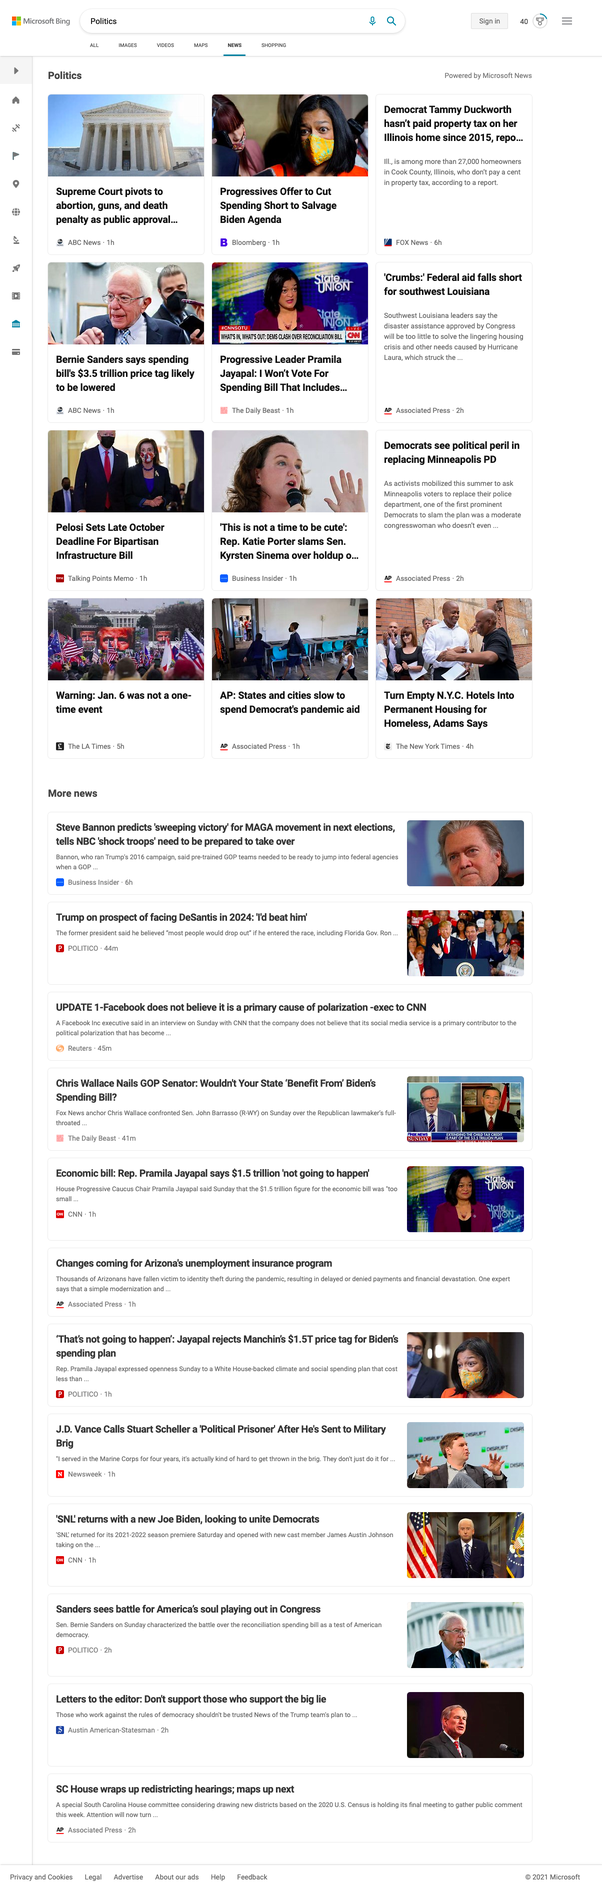 Microsoft Bing
Politics
Sign in
40
ALL IMAGES VIDEOS MAPS NEWS SHOPPING
Politics
Powered by Microsoft News
Supreme Court pivots to
abortion, guns, and death
penalty as public approval...
ABC News · 1h
Progressives Offer to Cut
Spending Short to Salvage
Biden Agenda
Bloomberg · 1h
Democrat Tammy Duckworth
hasn't paid property tax on her
Illinois home since 2015, repo...
Ill., is among more than 27,000 homeowners
in Cook County, Illinois, who don't pay a cent
in property tax, according to a report.
FOX News · 6h
Bernie Sanders says spending
bill's $3.5 trillion price tag likely
to be lowered
ABC News · 1h
State
UNION
#CNNSOTU
WHAT'S IN, WHAT'S OUT: DEMS CLASH OVER RECONCILIATION BILL
CNN
Progressive Leader Pramila
Jayapal: I Won't Vote For
Spending Bill That Includes...
The Daily Beast · 1h
'Crumbs:' Federal aid falls short
for southwest Louisiana
Southwest Louisiana leaders say the
disaster assistance approved by Congress
will be too little to solve the lingering housing
crisis and other needs caused by Hurricane
Laura, which struck the ...
AP Associated Press · 2h
Pelosi Sets Late October
Deadline For Bipartisan
Infrastructure Bill
Talking Points Memo · 1h
'This is not a time to be cute':
Rep. Katie Porter slams Sen.
Kyrsten Sinema over holdup o...
Business Insider · 1h
Democrats see political peril in
replacing Minneapolis PD
As activists mobilized this summer to ask
Minneapolis voters to replace their police
department, one of the first prominent
Democrats to slam the plan was a moderate
congresswoman who doesn't even ...
AP Associated Press · 2h
Warning: Jan. 6 was not a one-
time event
The LA Times · 5h
AP: States and cities slow to
spend Democrat's pandemic aid
AP Associated Press · 1h
Turn Empty N.Y.C. Hotels Into
Permanent Housing for
Homeless, Adams Says
The New York Times · 4h
More news
Steve Bannon predicts 'sweeping victory' for MAGA movement in next elections,
tells NBC 'shock troops' need to be prepared to take over
Bannon, who ran Trump's 2016 campaign, said pre-trained GOP teams needed to be ready to jump into federal agencies
when a GOP ...
Business Insider · 6h
Trump on prospect of facing DeSantis in 2024: 'I'd beat him'
The former president said he believed "most people would drop out" if he entered the race, including Florida Gov. Ron ...
POLITICO · 44m
UPDATE 1-Facebook does not believe it is a primary cause of polarization -exec to CNN
A Facebook Inc executive said in an interview on Sunday with CNN that the company does not believe that its social media service is a primary contributor to the
political polarization that has become ...
Reuters · 45m
Chris Wallace Nails GOP Senator: Wouldn't Your State 'Benefit From' Biden's
Spending Bill?
Fox News anchor Chris Wallace confronted Sen. John Barrasso (R-WY) on Sunday over the Republican lawmaker's full-
throated ...
The Daily Beast · 41m
SUNDAY
Economic bill: Rep. Pramila Jayapal says $1.5 trillion 'not going to happen'
House Progressive Caucus Chair Pramila Jayapal said Sunday that the $1.5 trillion figure for the economic bill was "too
small ...
CNN · 1h
State
UNION
Changes coming for Arizona's unemployment insurance program
Thousands of Arizonans have fallen victim to identity theft during the pandemic, resulting in delayed or denied payments and financial devastation. One expert
says that a simple modernization and ...
AP Associated Press · 1h
'That's not going to happen': Jayapal rejects Manchin's $1.5T price tag for Biden's
spending plan
Rep. Pramila Jayapal expressed openness Sunday to a White House-backed climate and social spending plan that cost
less than ...
POLITICO · 1h
J.D. Vance Calls Stuart Scheller a 'Political Prisoner' After He's Sent to Military
Brig
"I served in the Marine Corps for four years, it's actually kind of hard to get thrown in the brig. They don't just do it for ...
Newsweek · 1h
DISRUPT
'SNL' returns with a new Joe Biden, looking to unite Democrats
'SNL' returned for its 2021-2022 season premiere Saturday and opened with new cast member James Austin Johnson
taking on the ...
CNN · 1h
Sanders sees battle for America's soul playing out in Congress
Sen. Bernie Sanders on Sunday characterized the battle over the reconciliation spending bill as a test of American
democracy.
POLITICO · 2h
Letters to the editor: Don't support those who support the big lie
Those who work against the rules of democracy shouldn't be trusted News of the Trump team's plan to ...
Austin American-Statesman · 2h
SC House wraps up redistricting hearings; maps up next
A special South Carolina House committee considering drawing new districts based on the 2020 U.S. Census is holding its final meeting to gather public comment
this week. Attention will now turn ...
AP Associated Press · 2h
Privacy and Cookies Legal Advertise About our ads Help Feedback
© 2021 Microsoft